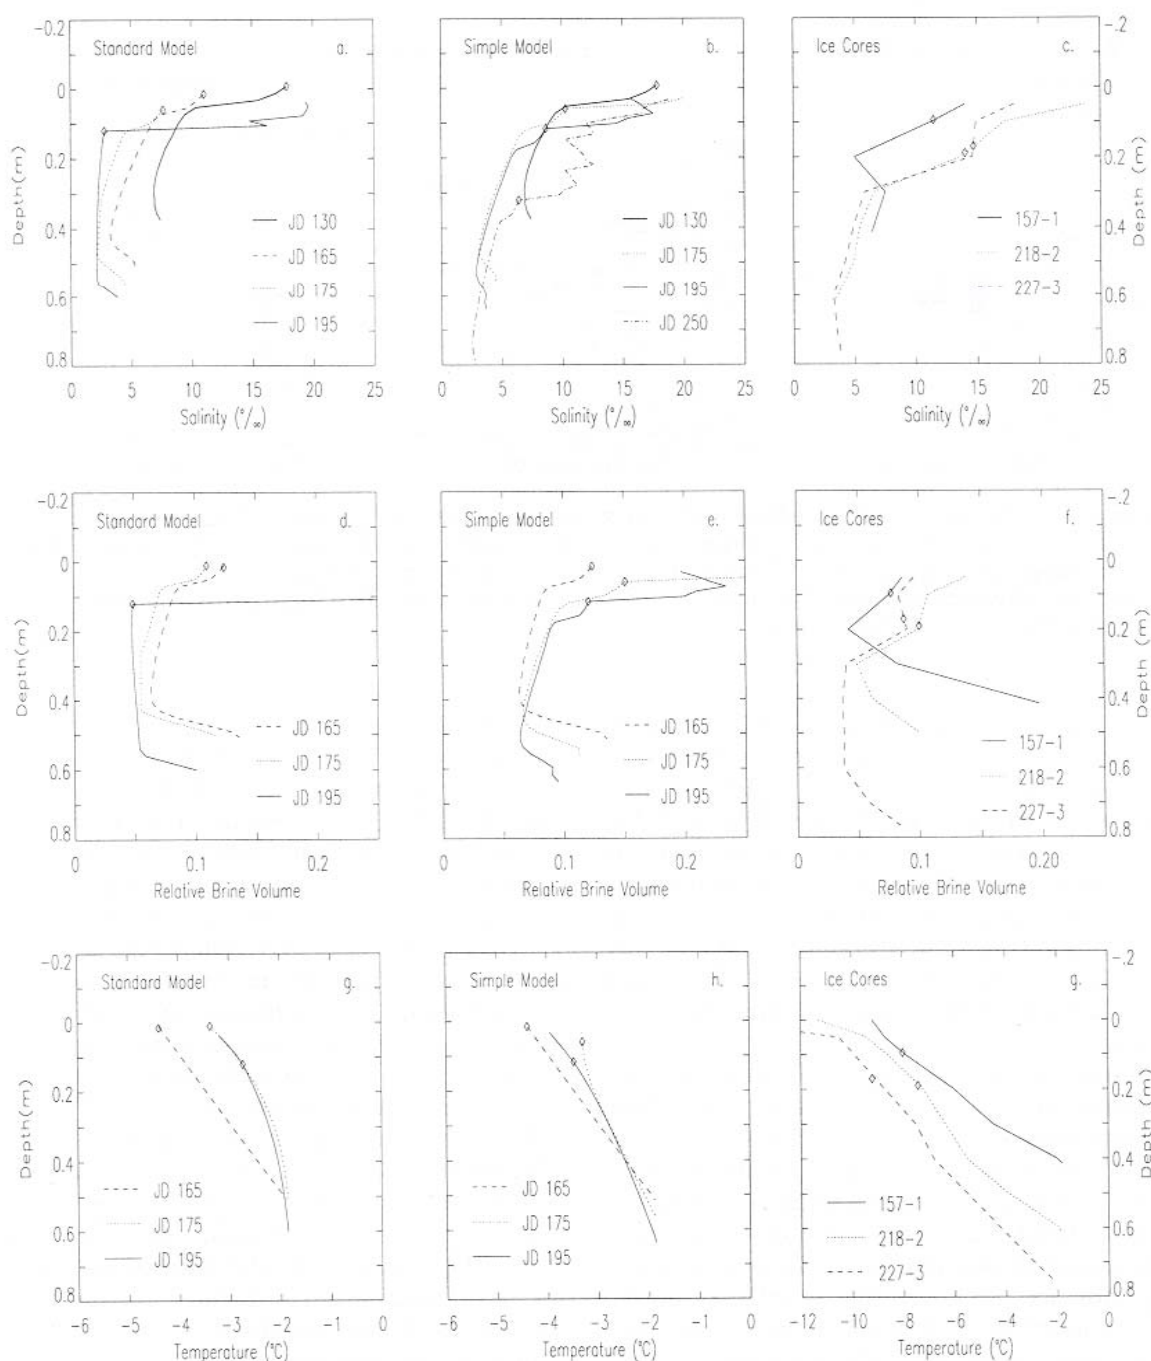 -0.2
Standard Model a.
0
0.2
0.4
0.6
0.8
Depth(m)
JD 130
JD 165
JD 175
JD 195
0 5 10 15 20 25
Salinity (°/∞)
Simple Model b.
JD 130
JD 175
JD 195
JD 250
0 5 10 15 20 25
Salinity (°/∞)
Ice Cores c.
157-1
218-2
227-3
-.2
0
0.2
0.4
0.6
0.8
Depth (m)
0 5 10 15 20 25
Salinity (°/∞)
-0.2
Standard Model d.
0
0.2
0.4
0.6
0.8
Depth(m)
JD 165
JD 175
JD 195
0 0.1 0.2
Relative Brine Volume
Simple Model e.
JD 165
JD 175
JD 195
0 0.1 0.2
Relative Brine Volume
Ice Cores f.
157-1
218-2
227-3
-.2
0
0.2
0.4
0.6
0.8
Depth (m)
0 0.1 0.20
Relative Brine Volume
-0.2
Standard Model g.
0
0.2
0.4
0.6
0.8
Depth(m)
JD 165
JD 175
JD 195
-6 -5 -4 -3 -2 -1 0
Temperature (°C)
Simple Model h.
JD 165
JD 175
JD 195
-6 -5 -4 -3 -2 -1 0
Temperature (°C)
Ice Cores g.
157-1
218-2
227-3
-.2
0
0.2
0.4
0.6
0.8
Depth (m)
-12 -10 -8 -6 -4 -2 0
Temperature (°C)